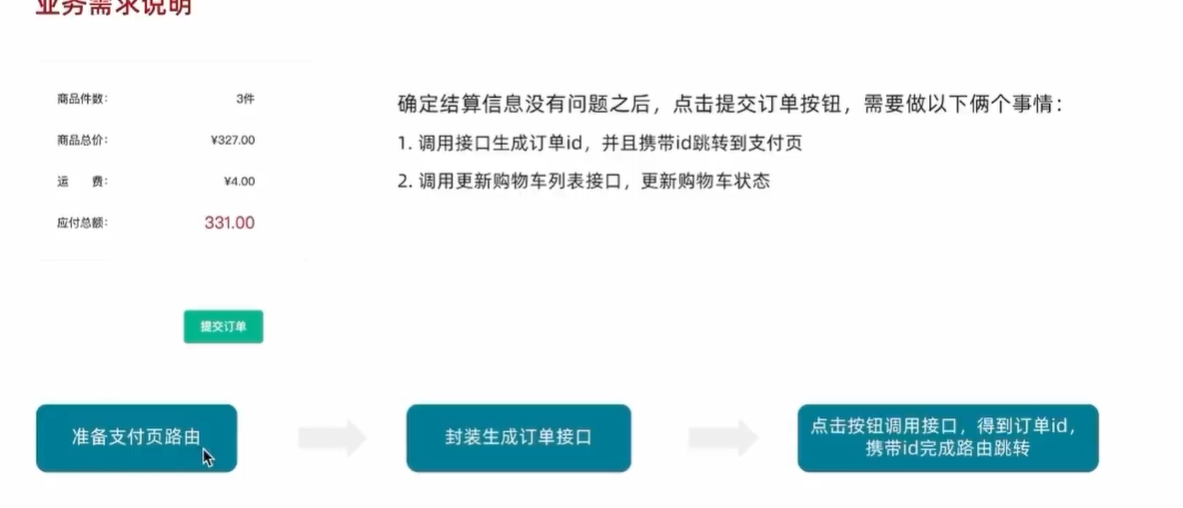 业务需求说明
商品件数： 3件
商品总价： ¥327.00
运 费： ¥4.00
应付总额： 331.00
提交订单
确定结算信息没有问题之后，点击提交订单按钮，需要做以下俩个事情：
1. 调用接口生成订单id，并且携带id跳转到支付页
2. 调用更新购物车列表接口，更新购物车状态
准备支付页路由
封装生成订单接口
点击按钮调用接口，得到订单id，
携带id完成路由跳转